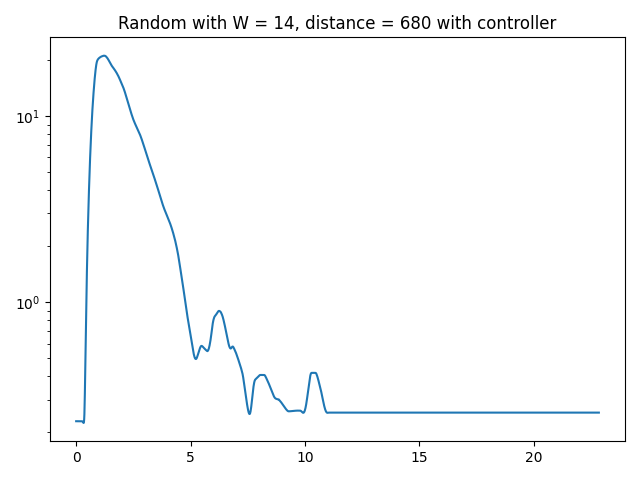 Random with W = 14, distance = 680 with controller
10¹
10⁰
0 5 10 15 20